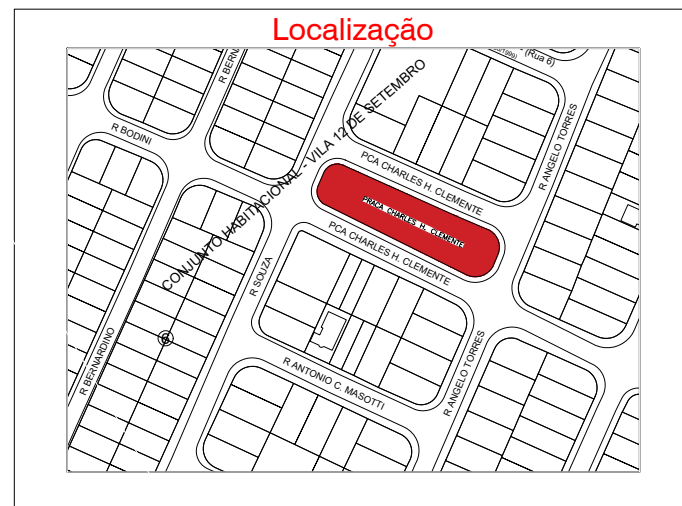 Localização
(Rua 6)
R BERNA
R BODINI
CONJUNTO HABITACIONAL - VILA 12 DE SETEMBRO
R ANGELO TORRES
PCA CHARLES H. CLEMENTE
PRAÇA CHARLES H. CLEMENTE
PCA CHARLES H. CLEMENTE
R SOUZA
R BERNARDINO
R ANTONIO C. MASOTTI
R ANGELO TORRES